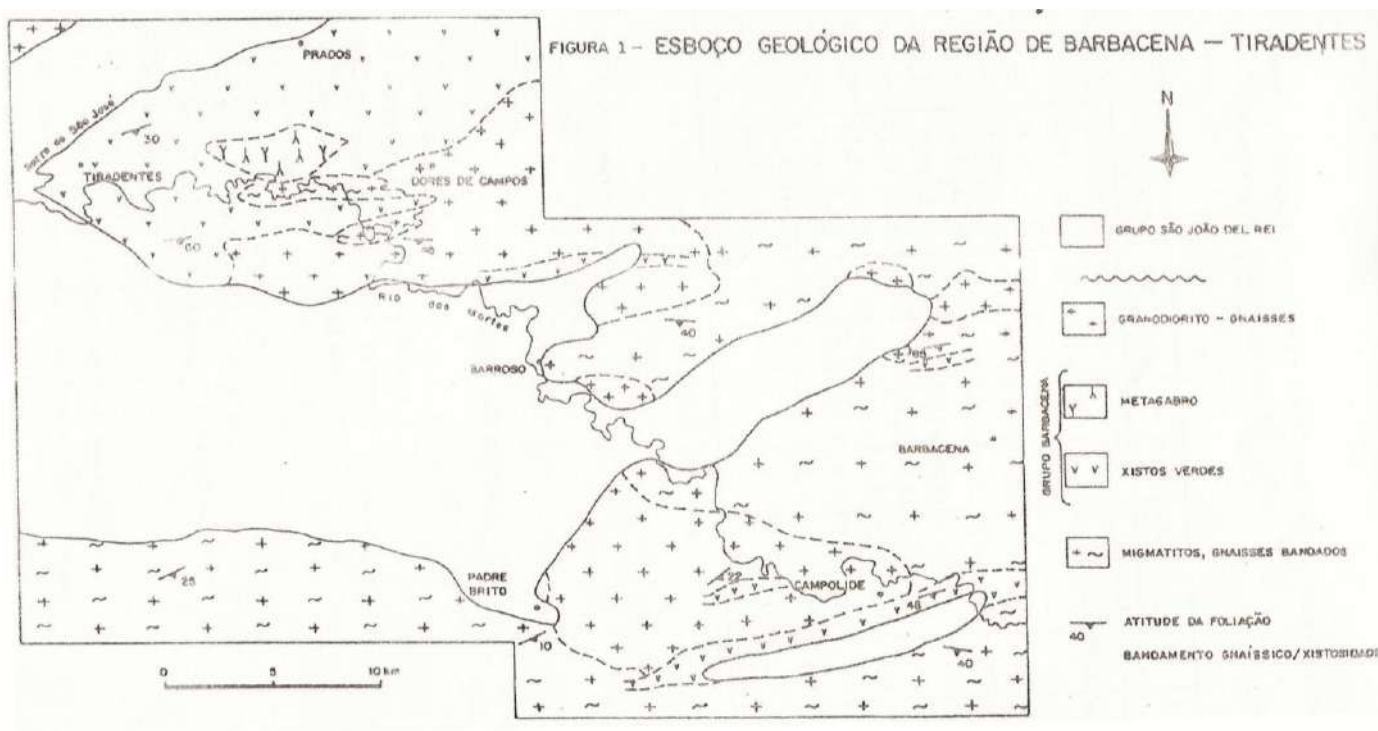 FIGURA 1 - ESBOÇO GEOLÓGICO DA REGIÃO DE BARBACENA — TIRADENTES
PRADOS
Serra de São José
30
TIRADENTES
DORES DE CAMPOS
60
RIO das Mortes
40
BARROSO
BARBACENA
25
PADRE
BRITO
10
22
CAMPOLIDE
48
40
0 5 10 km
N
GRUPO SÃO JOÃO DEL REI
GRANODIORITO - GNAISSES
GRUPO BARBACENA
METAGABRO
XISTOS VERDES
MIGMATITOS, GNAISSES BANDADOS
40
ATITUDE DA FOLIAÇÃO
BANDAMENTO GNAÍSSICO/XISTOSIDADE